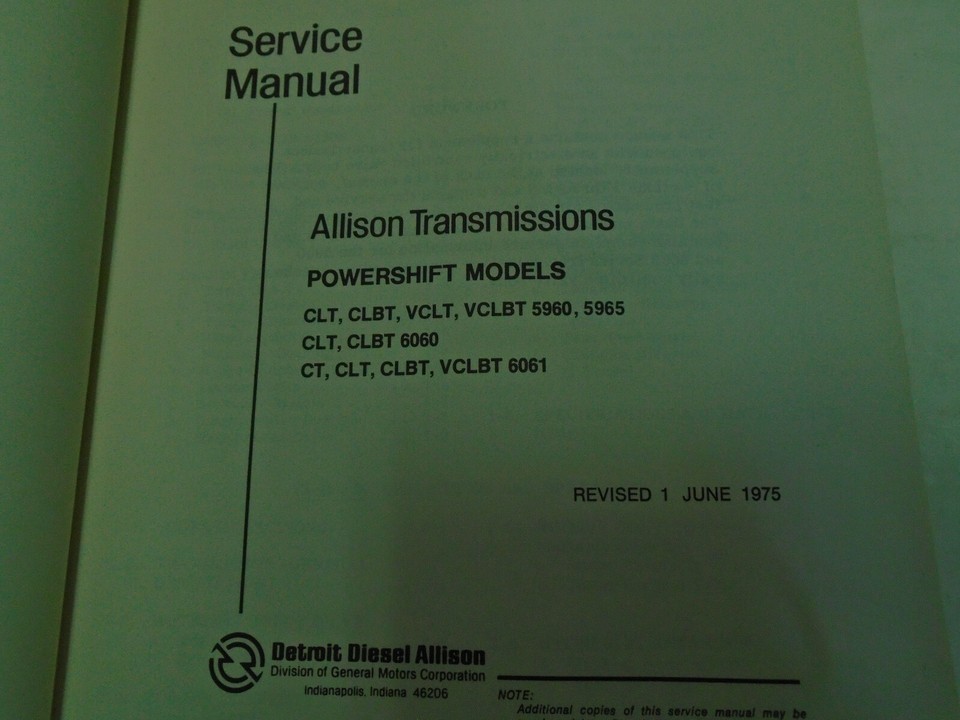 Service
Manual
Allison Transmissions
POWERSHIFT MODELS
CLT, CLBT, VCLT, VCLBT 5960, 5965
CLT, CLBT 6060
CT, CLT, CLBT, VCLBT 6061
REVISED 1 JUNE 1975
Detroit Diesel Allison
Division of General Motors Corporation
Indianapolis, Indiana 46206
NOTE:
Additional copies of this service manual may be